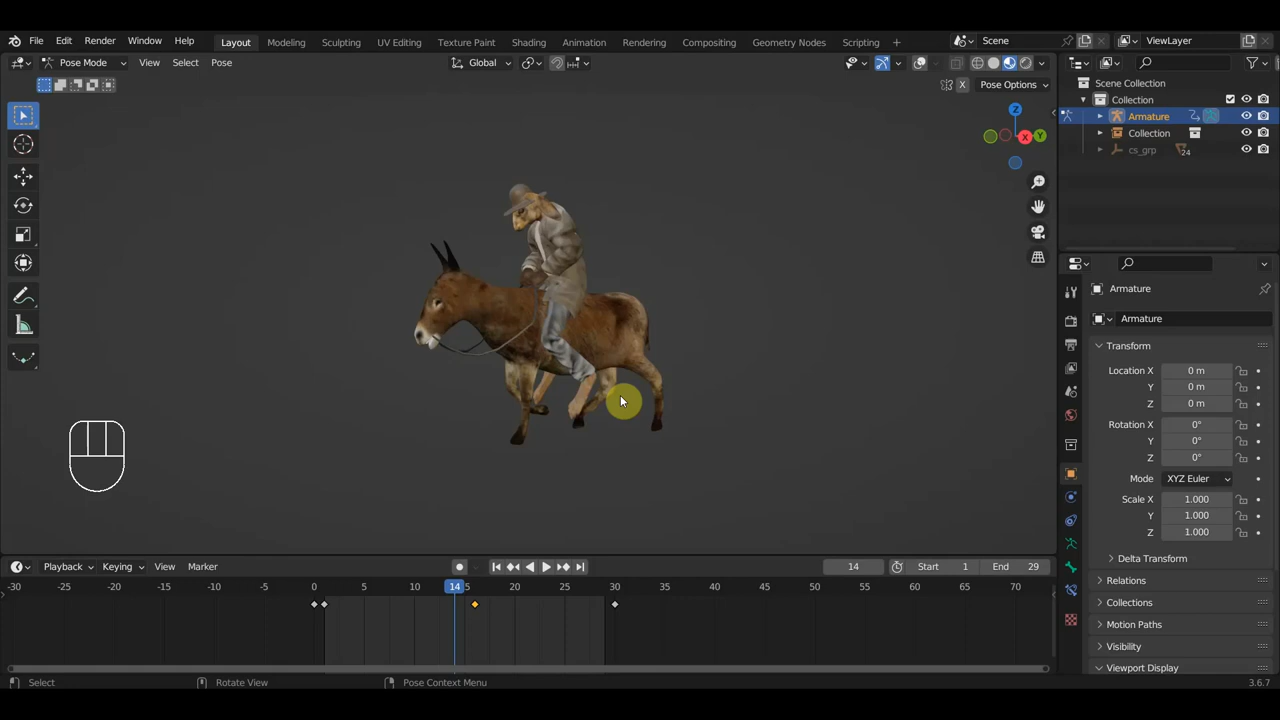 File Edit Render Window Help Layout Modeling Sculpting UV Editing Texture Paint Shading Animation Rendering Compositing Geometry Nodes Scripting + Scene ViewLayer
Pose Mode View Select Pose Global
X Pose Options
Scene Collection
Collection
Armature
Collection
cs_grp 24
Z
X Y
Armature
Armature
Transform
Location X 0 m
Y 0 m
Z 0 m
Rotation X 0°
Y 0°
Z 0°
Mode XYZ Euler
Scale X 1.000
Y 1.000
Z 1.000
Delta Transform
Relations
Collections
Motion Paths
Visibility
Viewport Display
Playback Keying View Marker 14 Start 1 End 29
-30 -25 -20 -15 -10 -5 0 5 10 14 5 20 25 30 35 40 45 50 55 60 65 70
Select Rotate View Pose Context Menu 3.6.7